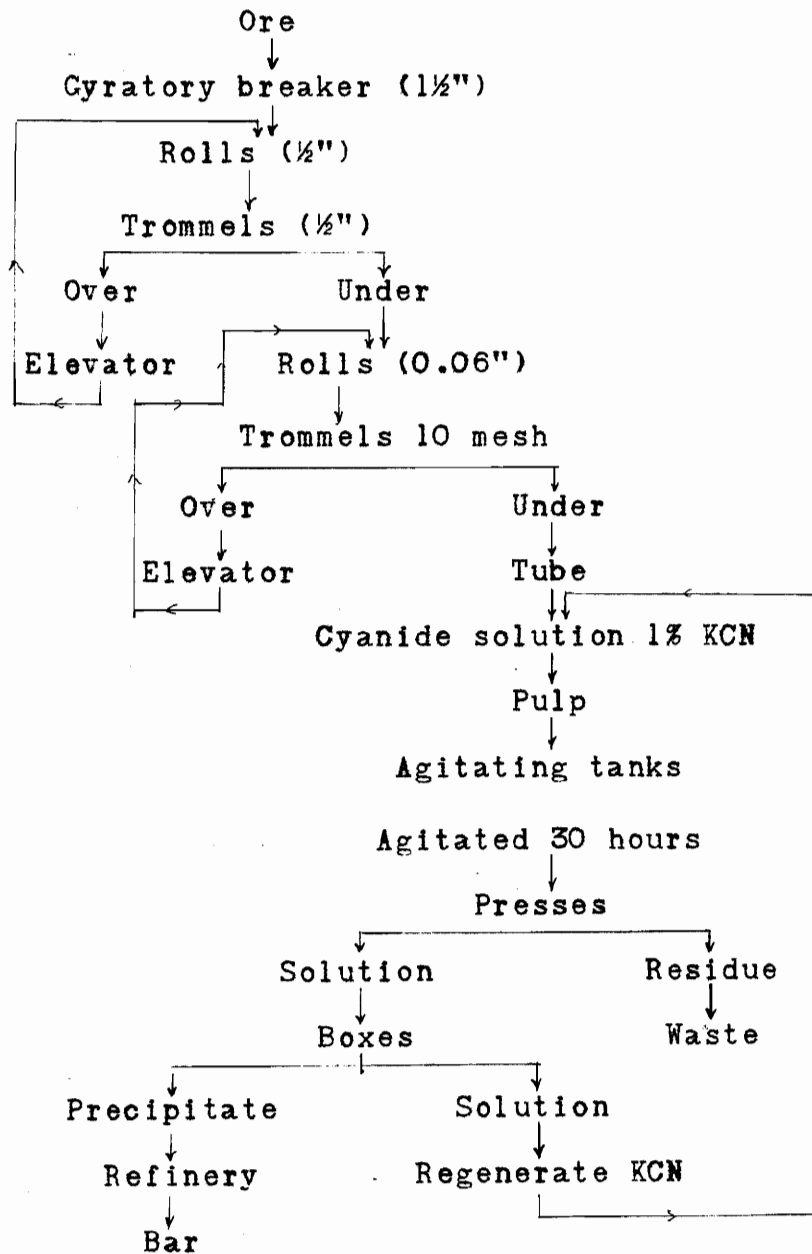 Ore
Gyratory breaker (1½")
Rolls (½")
Trommels (½")
Over Under
Elevator Rolls (0.06")
Trommels 10 mesh
Over Under
Elevator Tube
Cyanide solution 1% KCN
Pulp
Agitating tanks
Agitated 30 hours
Presses
Solution Residue
Boxes Waste
Precipitate Solution
Refinery Regenerate KCN
Bar